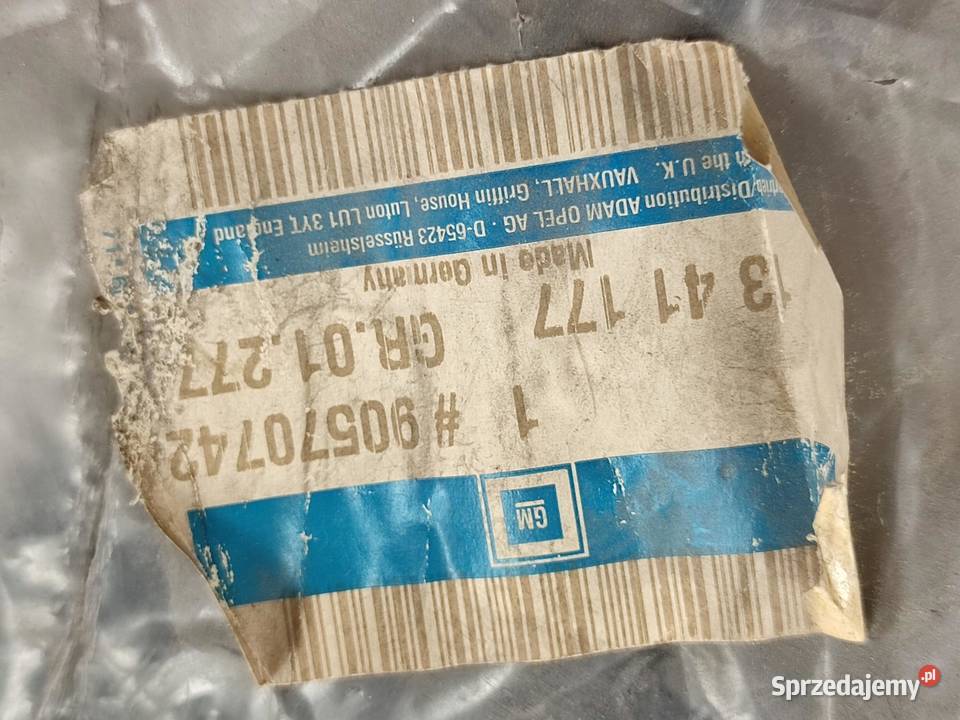 GM
1 #90570742
13 41 177 GR.01.277
Made in Germany
/Distribution ADAM OPEL AG · D-65423 Rüsselsheim
the U.K. VAUXHALL, Griffin House, Luton LU1 3YT, England
Sprzedajemy.pl